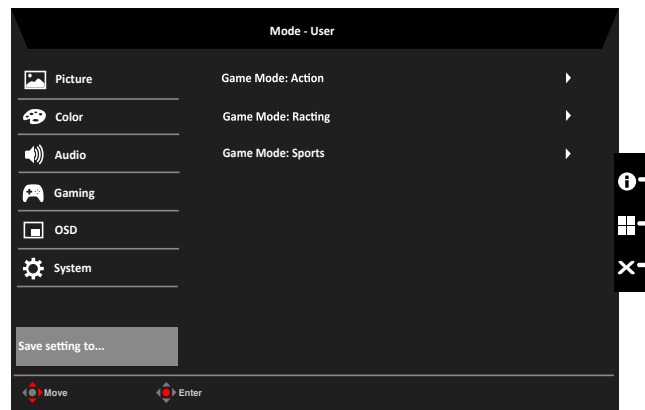 Mode - User
Picture
Game Mode: Action
Color
Game Mode: Racting
Audio
Game Mode: Sports
Gaming
OSD
System
Save setting to...
Move
Enter